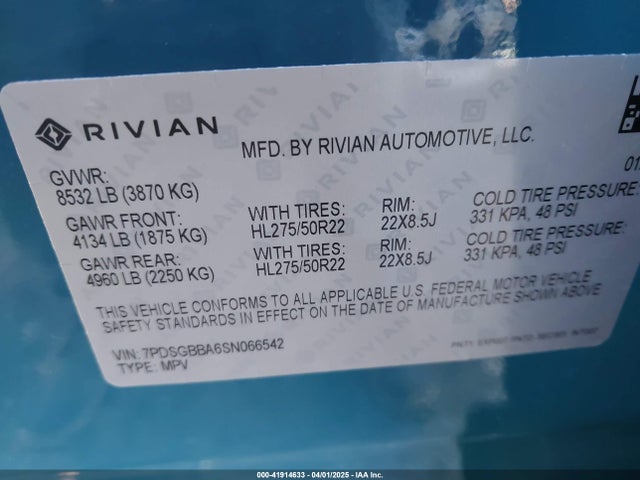 RIVIAN
MFD. BY RIVIAN AUTOMOTIVE, LLC.
GVWR:
8532 LB (3870 KG)
GAWR FRONT: WITH TIRES: RIM: COLD TIRE PRESSURE:
4134 LB (1875 KG) HL275/50R22 22X8.5J 331 KPA, 48 PSI
GAWR REAR: WITH TIRES: RIM: COLD TIRE PRESSURE:
4960 LB (2250 KG) HL275/50R22 22X8.5J 331 KPA, 48 PSI
THIS VEHICLE CONFORMS TO ALL APPLICABLE U.S. FEDERAL MOTOR VEHICLE
SAFETY STANDARDS IN EFFECT ON THE DATE OF MANUFACTURE SHOWN ABOVE
VIN: 7PDSGBBA6SN066542
TYPE: MPV
000-41914633 - 04/01/2025 - IAA Inc.